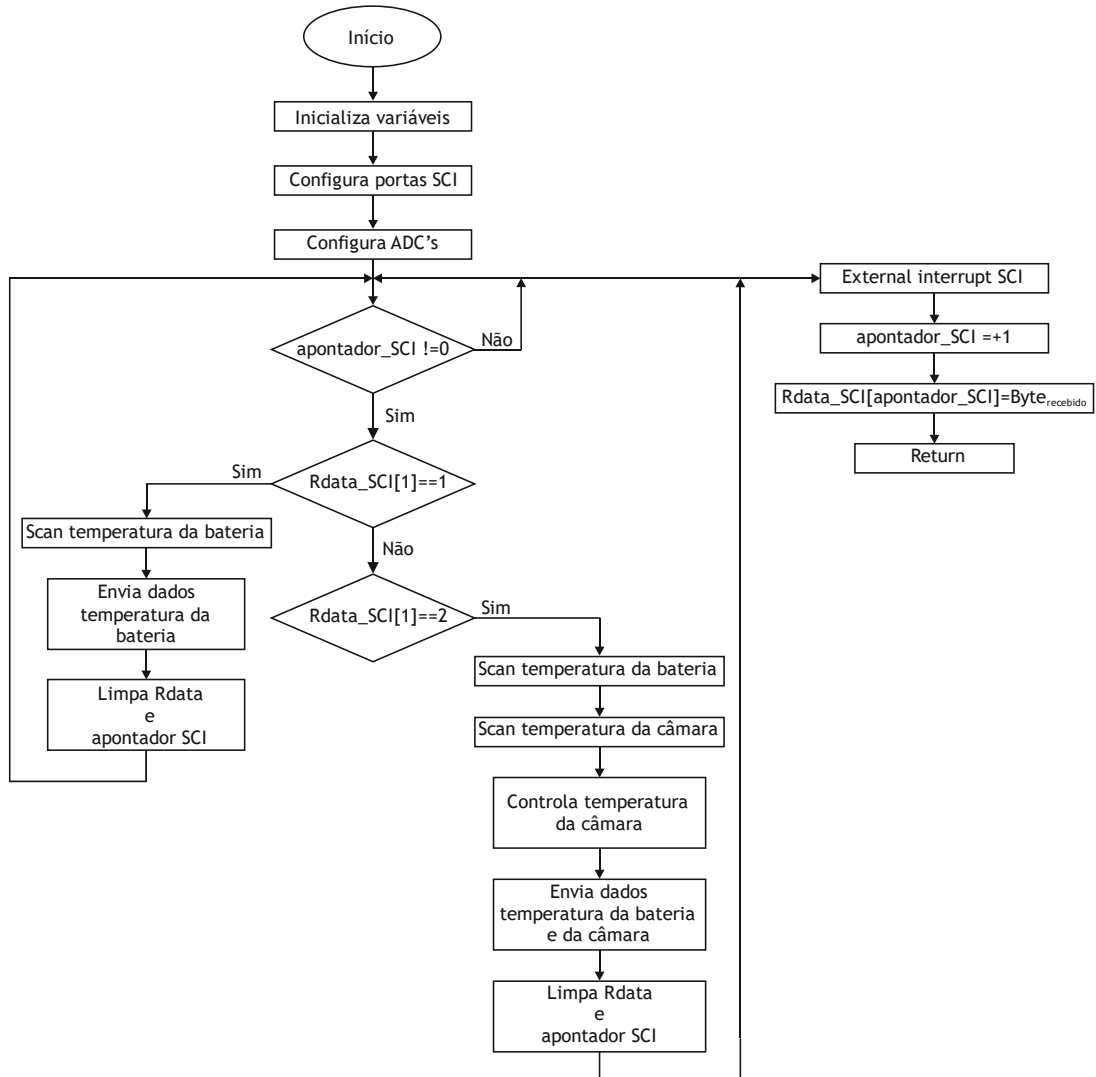 Início
Inicializa variáveis
Configura portas SCI
Configura ADC's
apontador_SCI !=0
Não
Sim
Rdata_SCI[1]==1
Sim
Scan temperatura da bateria
Envia dados
temperatura da
bateria
Limpa Rdata
e
apontador SCI
Não
Rdata_SCI[1]==2
Sim
Scan temperatura da bateria
Scan temperatura da câmara
Controla temperatura
da câmara
Envia dados
temperatura da bateria
e da câmara
Limpa Rdata
e
apontador SCI
External interrupt SCI
apontador_SCI =+1
Rdata_SCI[apontador_SCI]=Byterecebido
Return